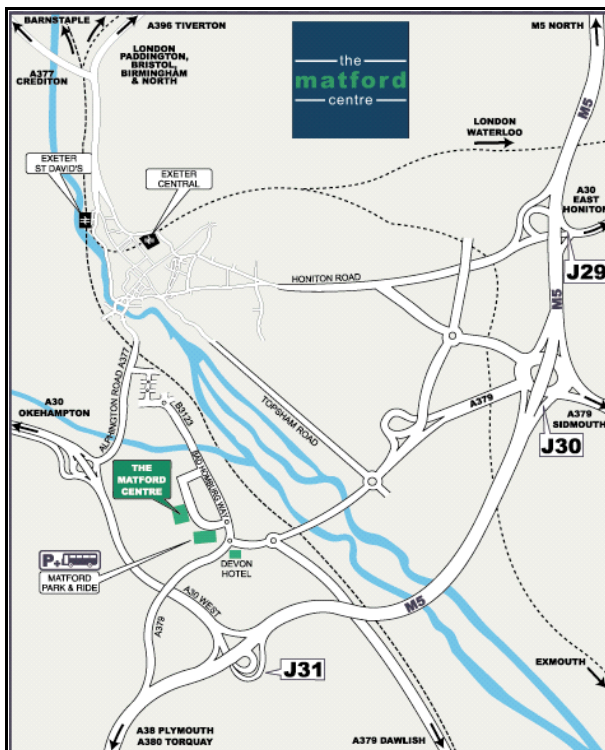 BARNSTAPLE
A396 TIVERTON
M5 NORTH
LONDON
PADDINGTON,
BRISTOL,
BIRMINGHAM
& NORTH
A377
CREDITON
the
matford
centre
M5
LONDON
WATERLOO
EXETER
ST DAVID'S
EXETER
CENTRAL
A30
EAST
HONITON
J29
HONITON ROAD
M5
ALPHINGTON ROAD A377
A30
OKEHAMPTON
B3123
TOPSHAM ROAD
A379
A379
SIDMOUTH
J30
THE
MATFORD
CENTRE
BAD HOMBURG WAY
P+
MATFORD
PARK & RIDE
DEVON
HOTEL
A30 WEST
M5
A379
J31
EXMOUTH
A38 PLYMOUTH
A380 TORQUAY
A379 DAWLISH